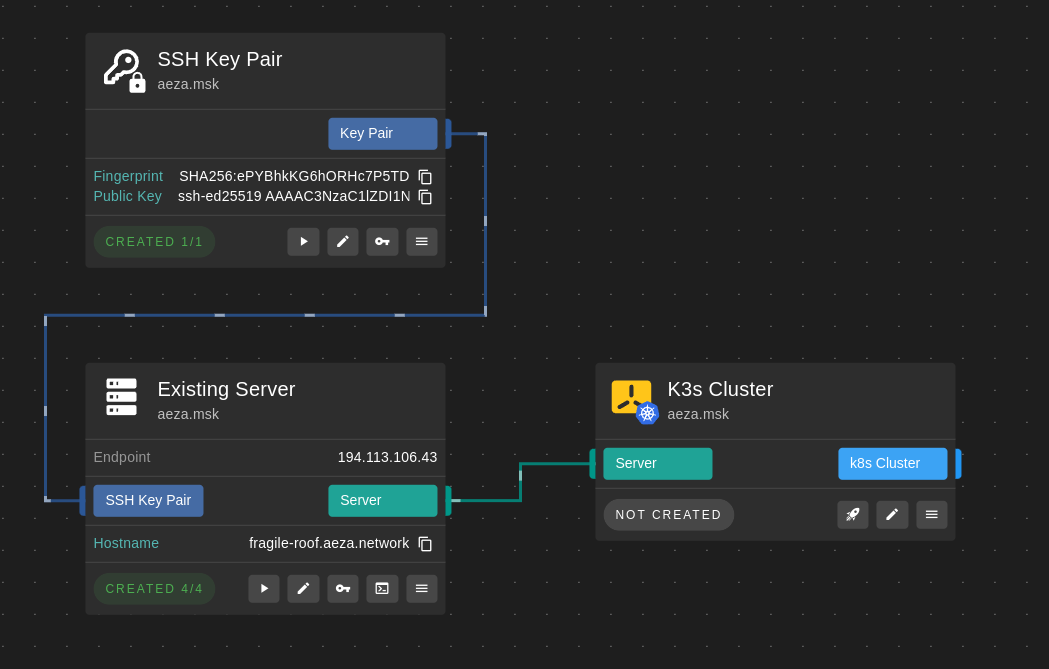 SSH Key Pair
aeza.msk
Key Pair
Fingerprint SHA256:ePYBhkKG6hORHc7P5TD
Public Key ssh-ed25519 AAAAC3NzaC1lZDI1N
CREATED 1/1
Existing Server
aeza.msk
Endpoint 194.113.106.43
SSH Key Pair Server
Hostname fragile-roof.aeza.network
CREATED 4/4
K3s Cluster
aeza.msk
Server k8s Cluster
NOT CREATED